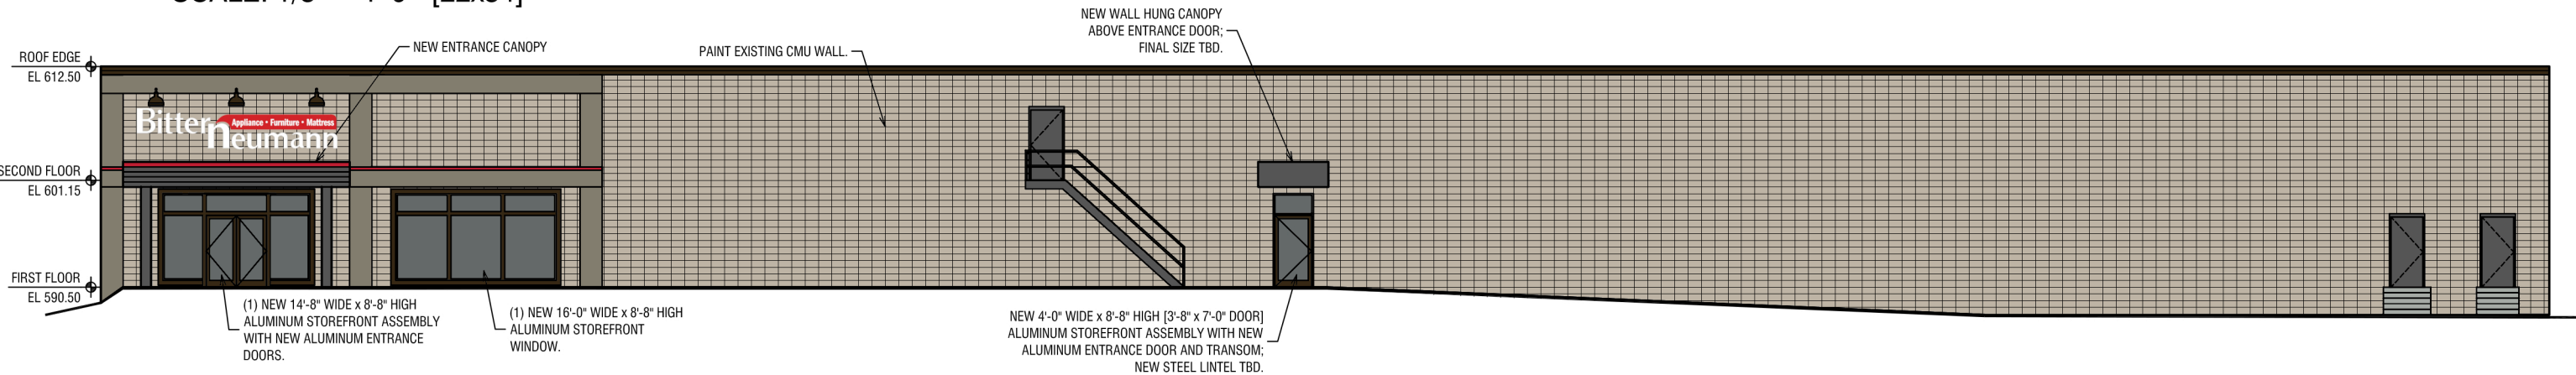 NEW WALL HUNG CANOPY
ABOVE ENTRANCE DOOR;
FINAL SIZE TBD.
NEW ENTRANCE CANOPY
PAINT EXISTING CMU WALL.
ROOF EDGE
EL 612.50
Bitter
neumann
Appliance • Furniture • Mattress
SECOND FLOOR
EL 601.15
FIRST FLOOR
EL 590.50
(1) NEW 14'-8" WIDE x 8'-8" HIGH
ALUMINUM STOREFRONT ASSEMBLY
WITH NEW ALUMINUM ENTRANCE
DOORS.
(1) NEW 16'-0" WIDE x 8'-8" HIGH
ALUMINUM STOREFRONT
WINDOW.
NEW 4'-0" WIDE x 8'-8" HIGH [3'-8" x 7'-0" DOOR]
ALUMINUM STOREFRONT ASSEMBLY WITH NEW
ALUMINUM ENTRANCE DOOR AND TRANSOM;
NEW STEEL LINTEL TBD.